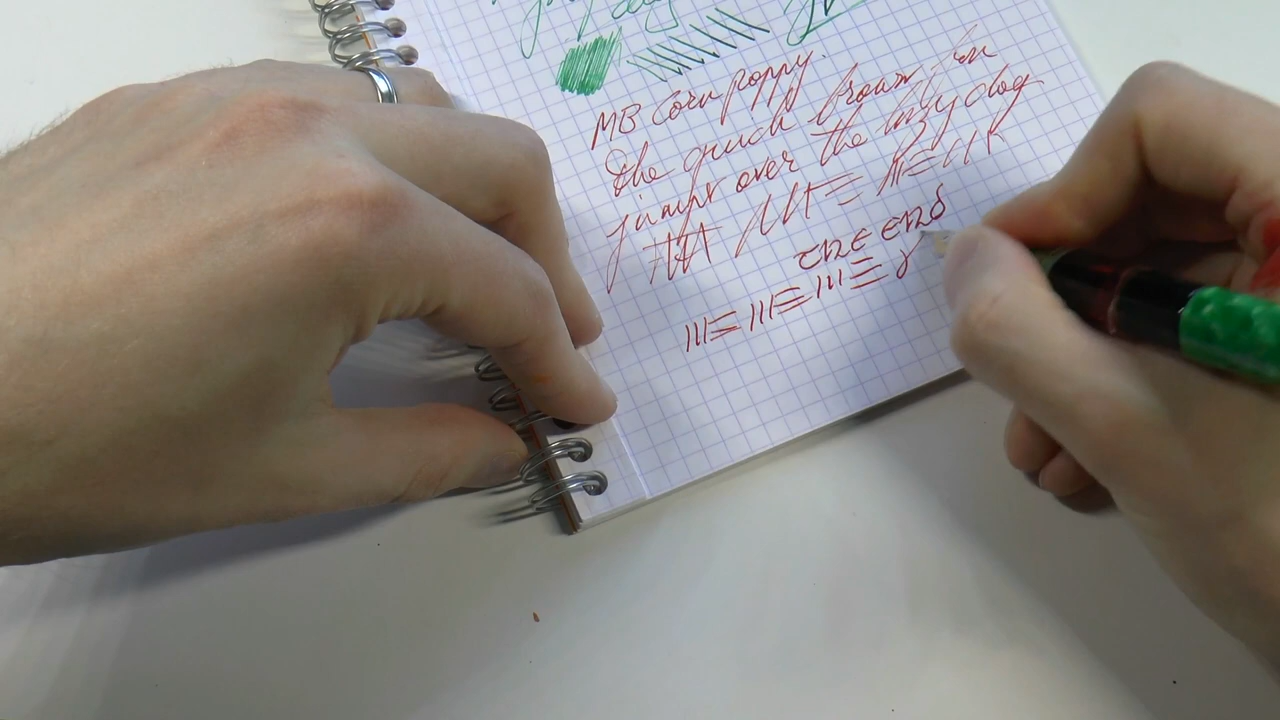 MB Corn poppy.
The quick brown fox
jumps over the lazy dog
the end